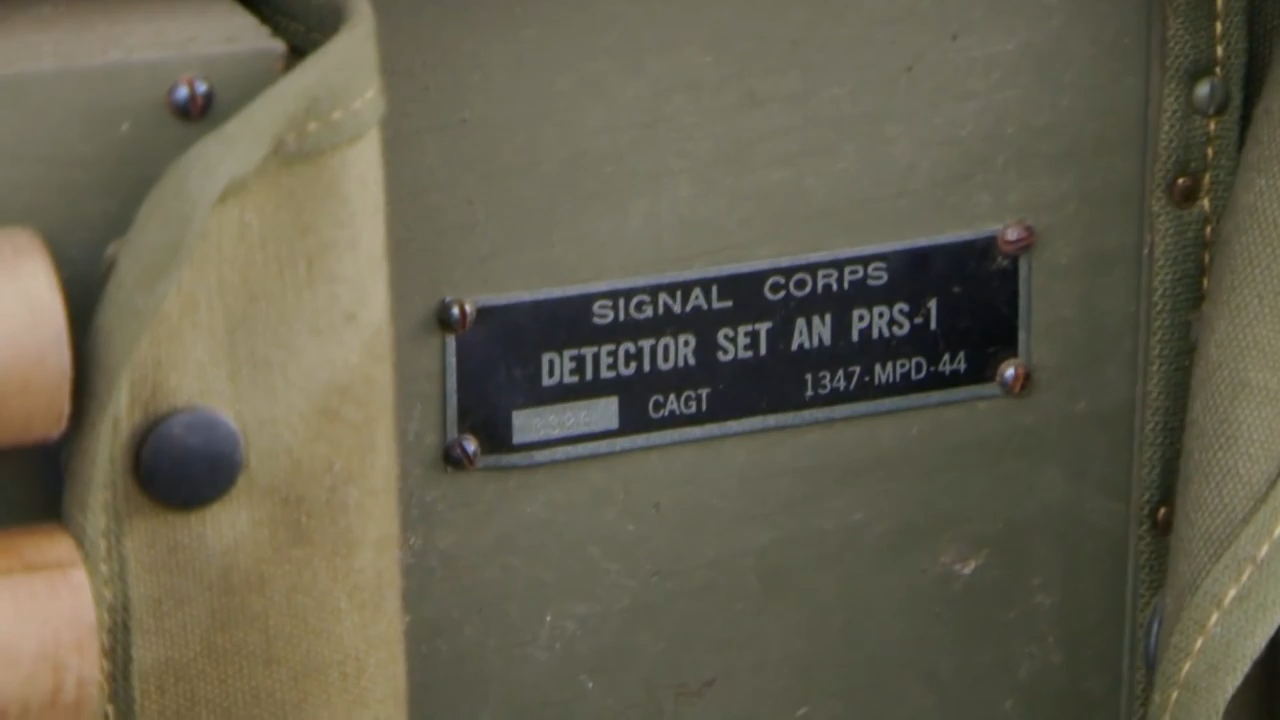 SIGNAL CORPS
DETECTOR SET AN PRS-1
CAGT 1347-MPD-44